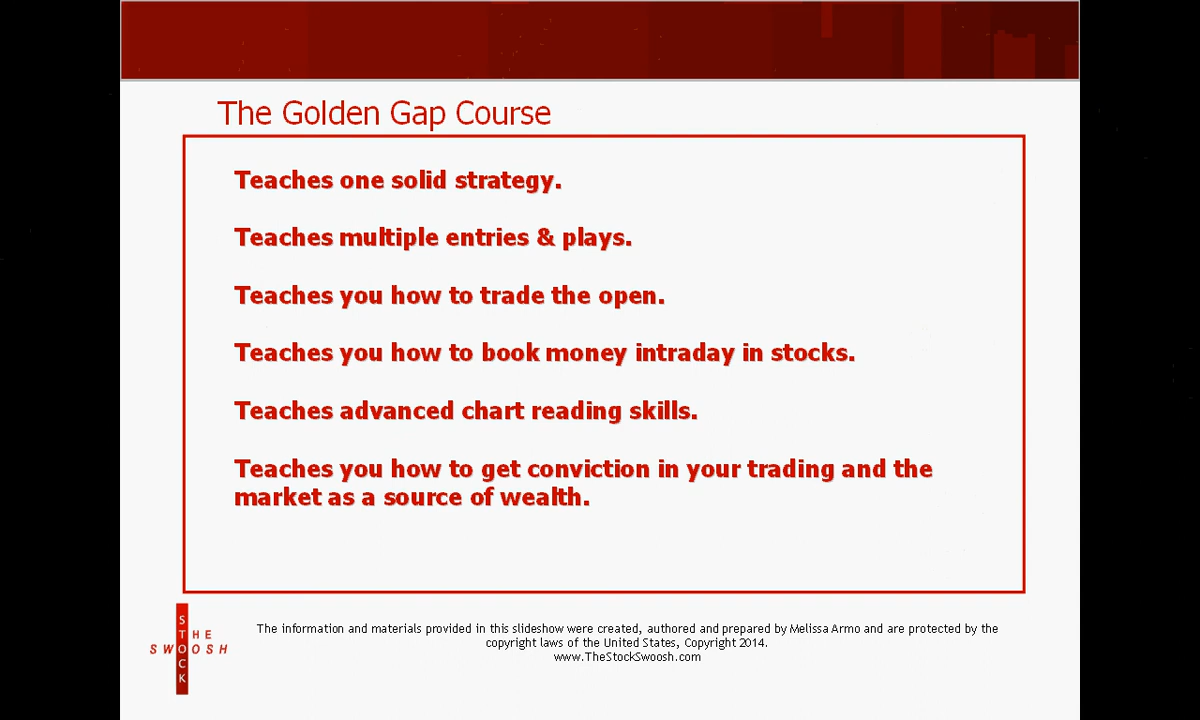 The Golden Gap Course
Teaches one solid strategy.
Teaches multiple entries & plays.
Teaches you how to trade the open.
Teaches you how to book money intraday in stocks.
Teaches advanced chart reading skills.
Teaches you how to get conviction in your trading and the
market as a source of wealth.
THE
STOCK
SWOOSH
The information and materials provided in this slideshow were created, authored and prepared by Melissa Armo and are protected by the
copyright laws of the United States, Copyright 2014.
www.TheStockSwoosh.com